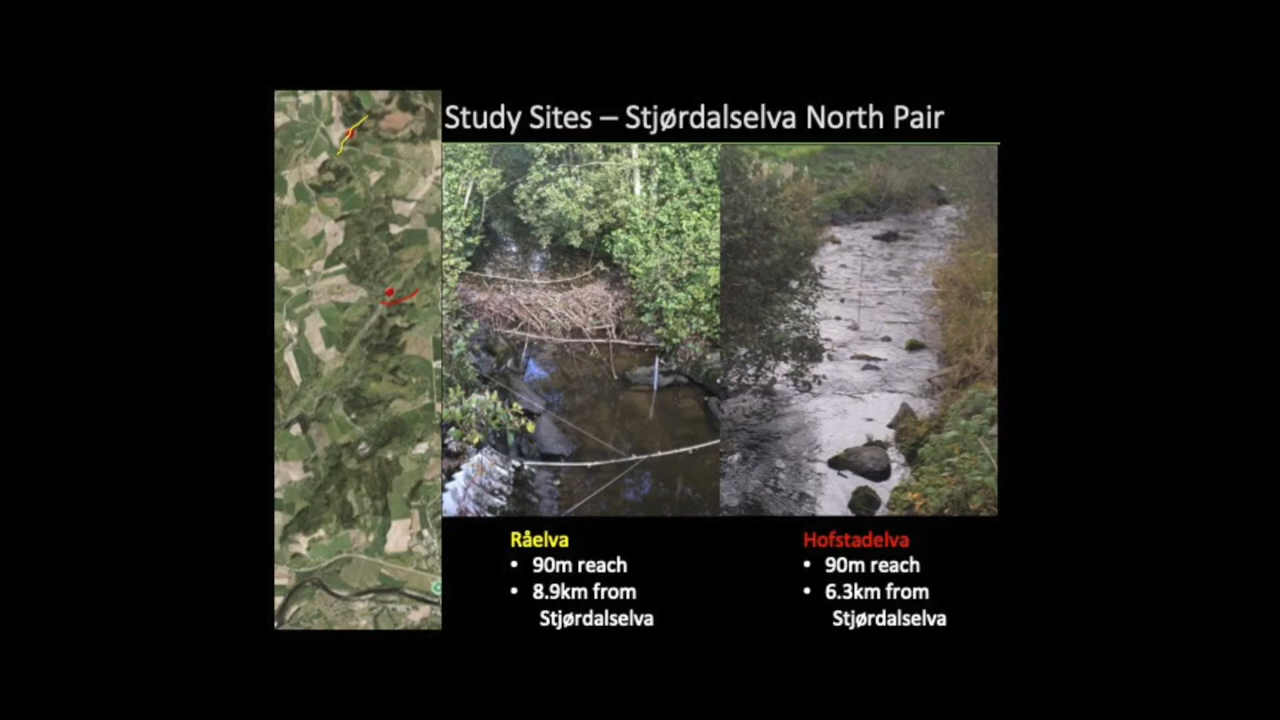 Study Sites – Stjørdalselva North Pair
Råelva
• 90m reach
• 8.9km from
Stjørdalselva
Hofstadelva
• 90m reach
• 6.3km from
Stjørdalselva